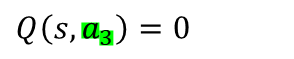 Q(s, a₃) = 0